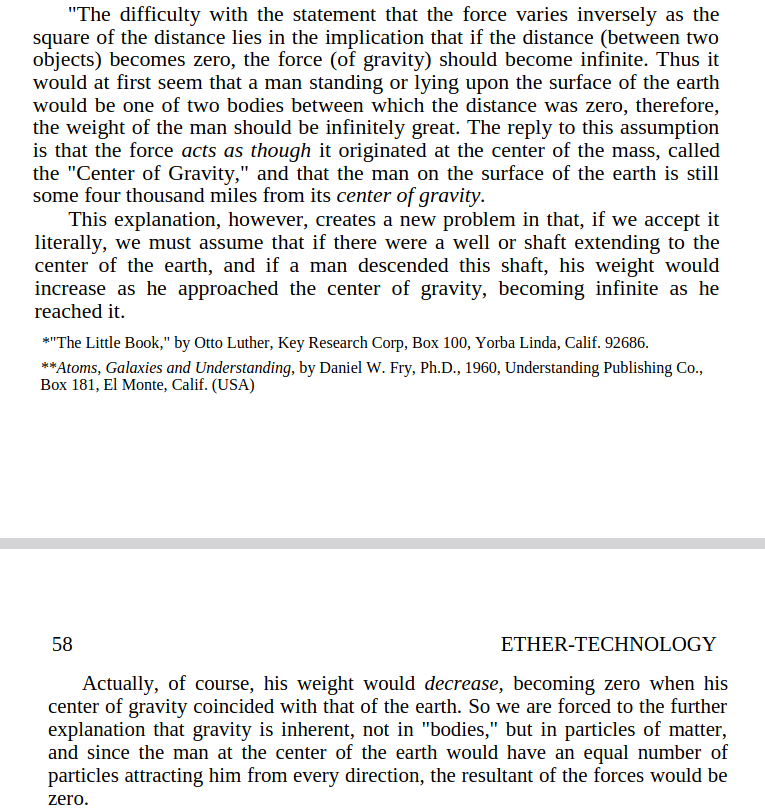 "The difficulty with the statement that the force varies inversely as the
square of the distance lies in the implication that if the distance (between two
objects) becomes zero, the force (of gravity) should become infinite. Thus it
would at first seem that a man standing or lying upon the surface of the earth
would be one of two bodies between which the distance was zero, therefore,
the weight of the man should be infinitely great. The reply to this assumption
is that the force acts as though it originated at the center of the mass, called
the "Center of Gravity," and that the man on the surface of the earth is still
some four thousand miles from its center of gravity.
This explanation, however, creates a new problem in that, if we accept it
literally, we must assume that if there were a well or shaft extending to the
center of the earth, and if a man descended this shaft, his weight would
increase as he approached the center of gravity, becoming infinite as he
reached it.
*"The Little Book," by Otto Luther, Key Research Corp, Box 100, Yorba Linda, Calif. 92686.
**Atoms, Galaxies and Understanding, by Daniel W. Fry, Ph.D., 1960, Understanding Publishing Co.,
Box 181, El Monte, Calif. (USA)
58 ETHER-TECHNOLOGY
Actually, of course, his weight would decrease, becoming zero when his
center of gravity coincided with that of the earth. So we are forced to the further
explanation that gravity is inherent, not in "bodies," but in particles of matter,
and since the man at the center of the earth would have an equal number of
particles attracting him from every direction, the resultant of the forces would be
zero.